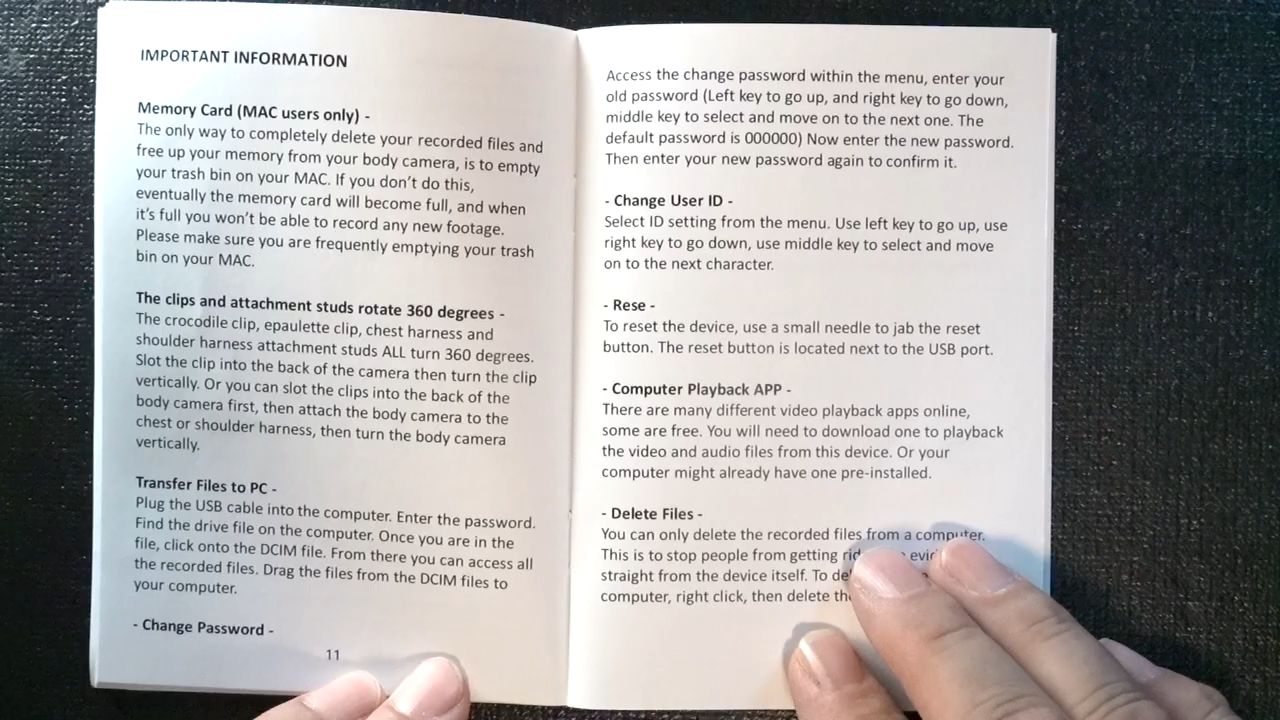 IMPORTANT INFORMATION
Memory Card (MAC users only) -
The only way to completely delete your recorded files and
free up your memory from your body camera, is to empty
your trash bin on your MAC. If you don't do this,
eventually the memory card will become full, and when
it's full you won't be able to record any new footage.
Please make sure you are frequently emptying your trash
bin on your MAC.
The clips and attachment studs rotate 360 degrees -
The crocodile clip, epaulette clip, chest harness and
shoulder harness attachment studs ALL turn 360 degrees.
Slot the clip into the back of the camera then turn the clip
vertically. Or you can slot the clips into the back of the
body camera first, then attach the body camera to the
chest or shoulder harness, then turn the body camera
vertically.
Transfer Files to PC -
Plug the USB cable into the computer. Enter the password.
Find the drive file on the computer. Once you are in the
file, click onto the DCIM file. From there you can access all
the recorded files. Drag the files from the DCIM files to
your computer.
- Change Password -
11
Access the change password within the menu, enter your
old password (Left key to go up, and right key to go down,
middle key to select and move on to the next one. The
default password is 000000) Now enter the new password.
Then enter your new password again to confirm it.
- Change User ID -
Select ID setting from the menu. Use left key to go up, use
right key to go down, use middle key to select and move
on to the next character.
- Rese -
To reset the device, use a small needle to jab the reset
button. The reset button is located next to the USB port.
- Computer Playback APP -
There are many different video playback apps online,
some are free. You will need to download one to playback
the video and audio files from this device. Or your
computer might already have one pre-installed.
- Delete Files -
You can only delete the recorded files from a computer.
This is to stop people from getting
straight from the device itself. To
computer, right click, then delete